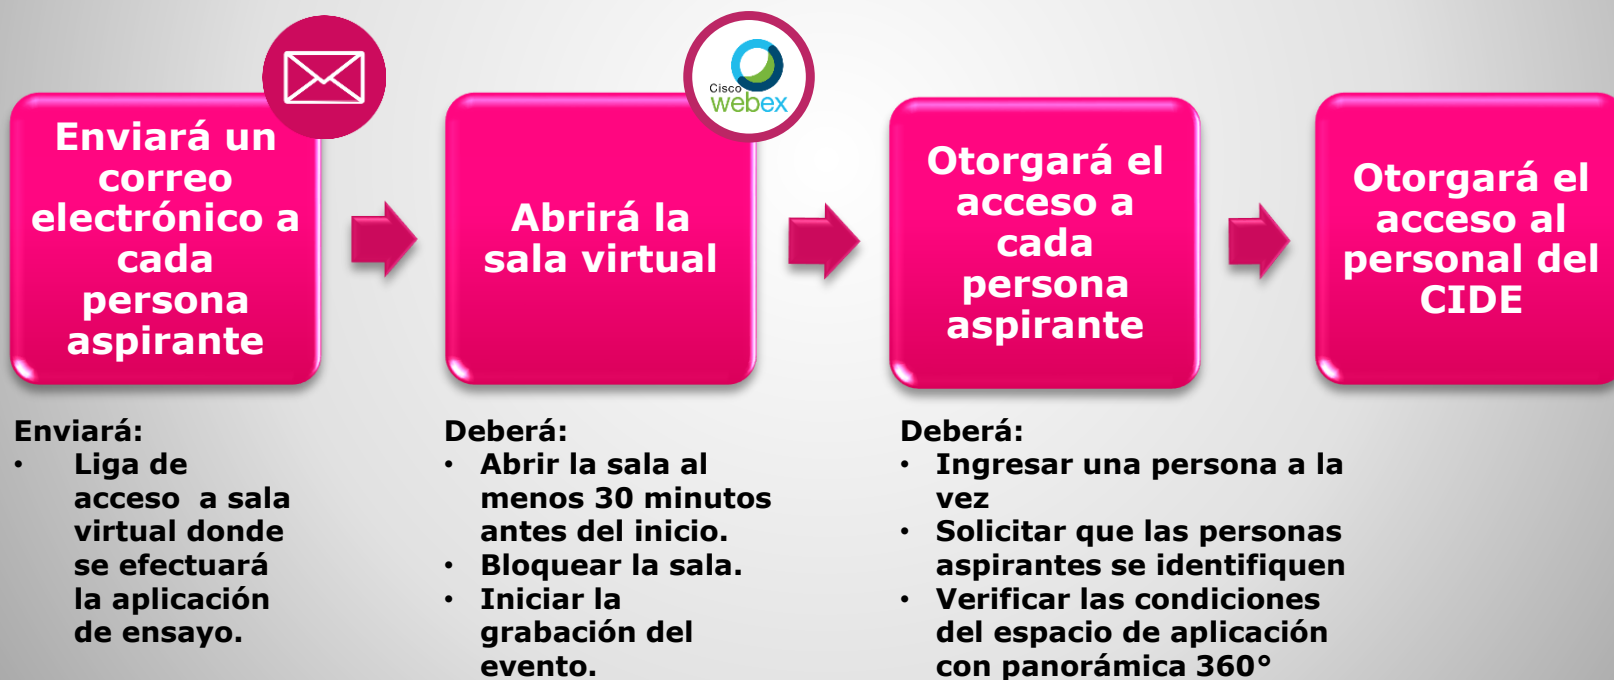 Enviará un
correo
electrónico a
cada
persona
aspirante
Cisco
webex
Abrirá la
sala virtual
Otorgará el
acceso a
cada
persona
aspirante
Otorgará el
acceso al
personal del
CIDE
Enviará:
• Liga de
acceso a sala
virtual donde
se efectuará
la aplicación
de ensayo.
Deberá:
• Abrir la sala al
menos 30 minutos
antes del inicio.
• Bloquear la sala.
• Iniciar la
grabación del
evento.
Deberá:
• Ingresar una persona a la
vez
• Solicitar que las personas
aspirantes se identifiquen
• Verificar las condiciones
del espacio de aplicación
con panorámica 360°